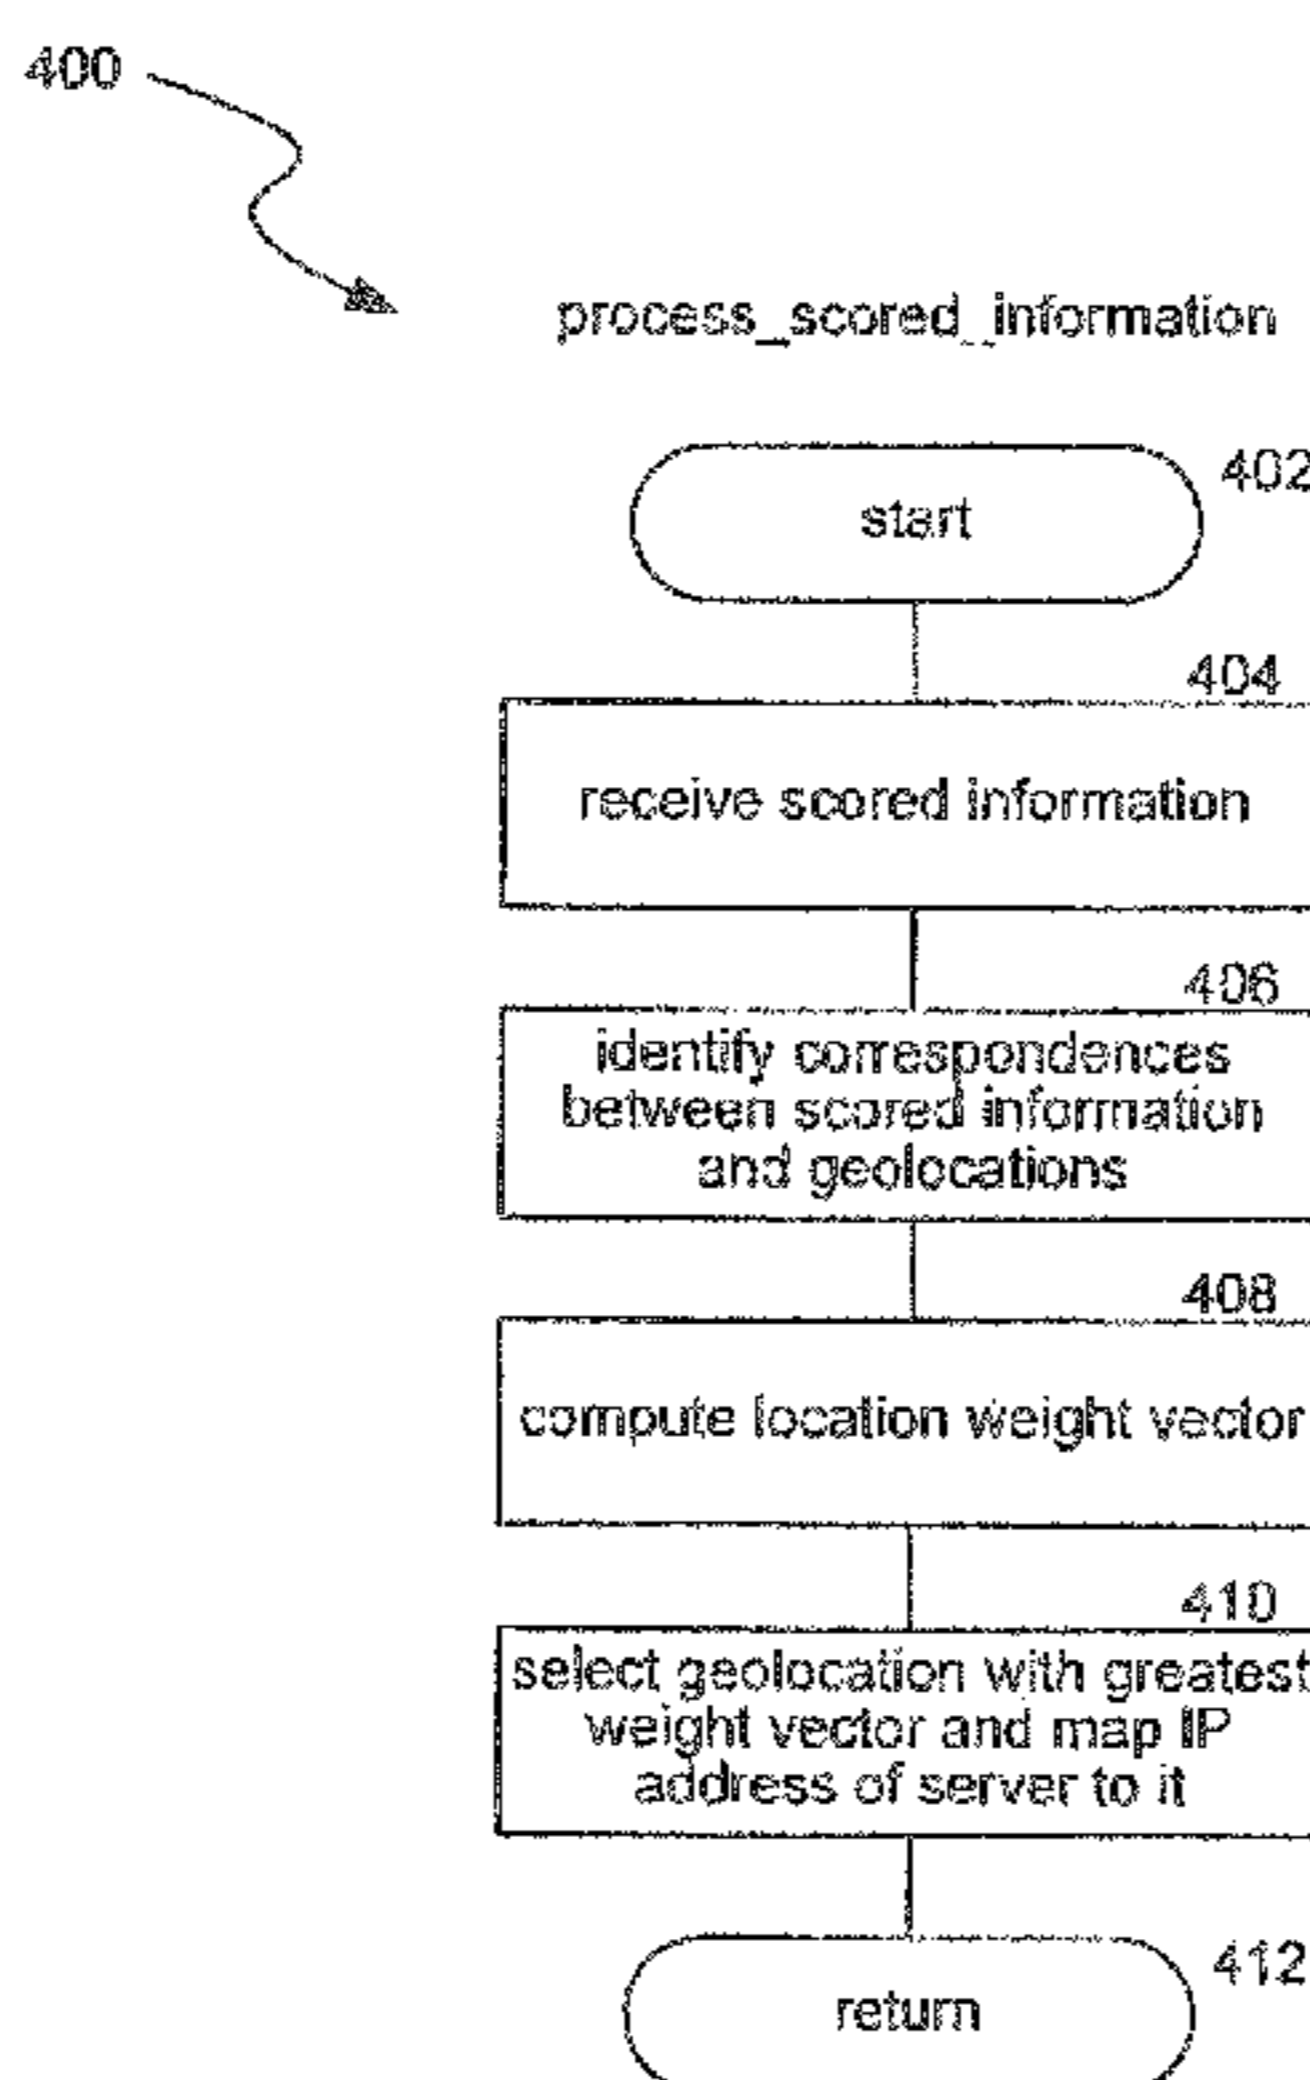 400
process_scored_information
402
start
404
receive scored information
406
identify correspondences
between scored information
and geolocations
408
compute location weight vector
410
select geolocation with greatest
weight vector and map IP
address of server to it
412
return